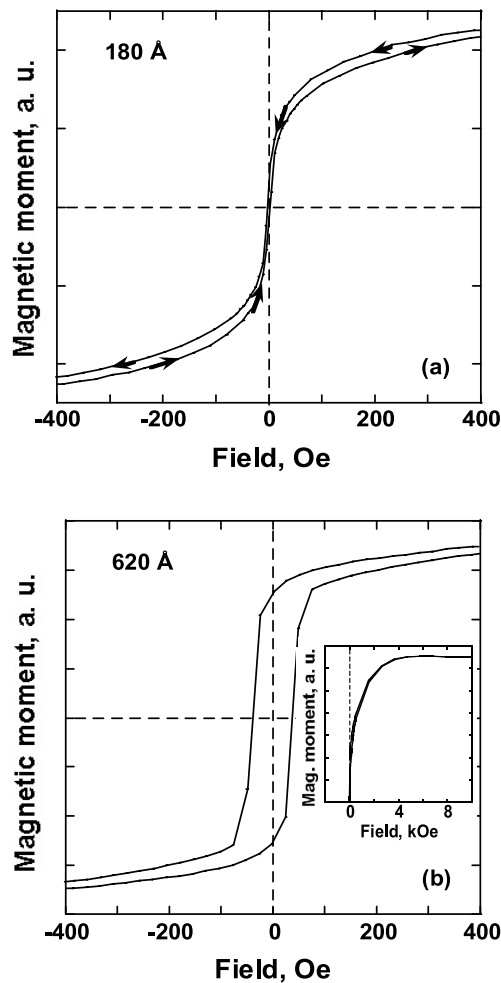 180 Å
Magnetic moment, a. u.
(a)
-400 -200 0 200 400
Field, Oe
620 Å
Magnetic moment, a. u.
Mag. moment, a. u.
0 4 8
Field, kOe
(b)
-400 -200 0 200 400
Field, Oe